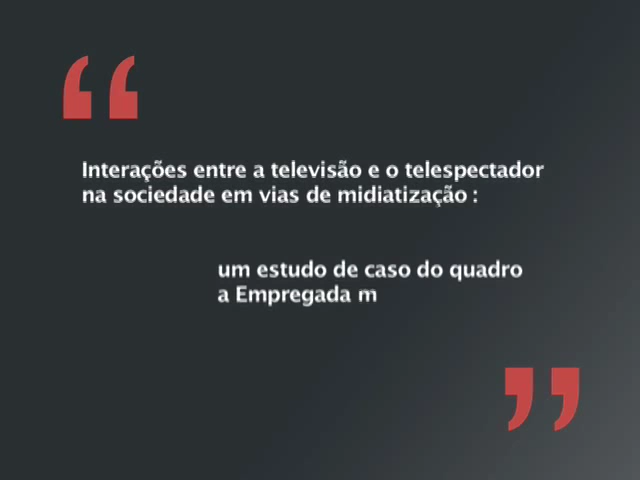 Interações entre a televisão e o telespectador
na sociedade em vias de midiatização :
um estudo de caso do quadro
a Empregada m